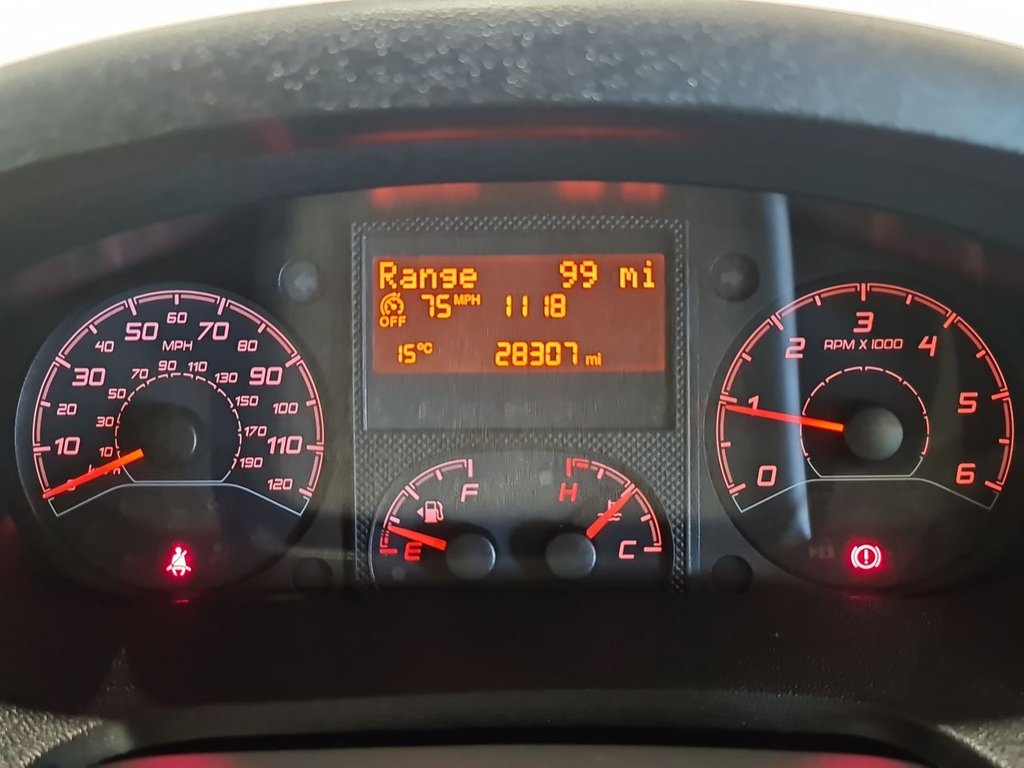 Range 99 mi
OFF 75 MPH 11 18
15°C 28307 mi
0 10 20 30 40 50 60 70 80 90 100 110 120
MPH
10 30 50 70 90 110 130 150 170 190
F
E
H
C
0 1 2 3 4 5 6
RPM X 1000